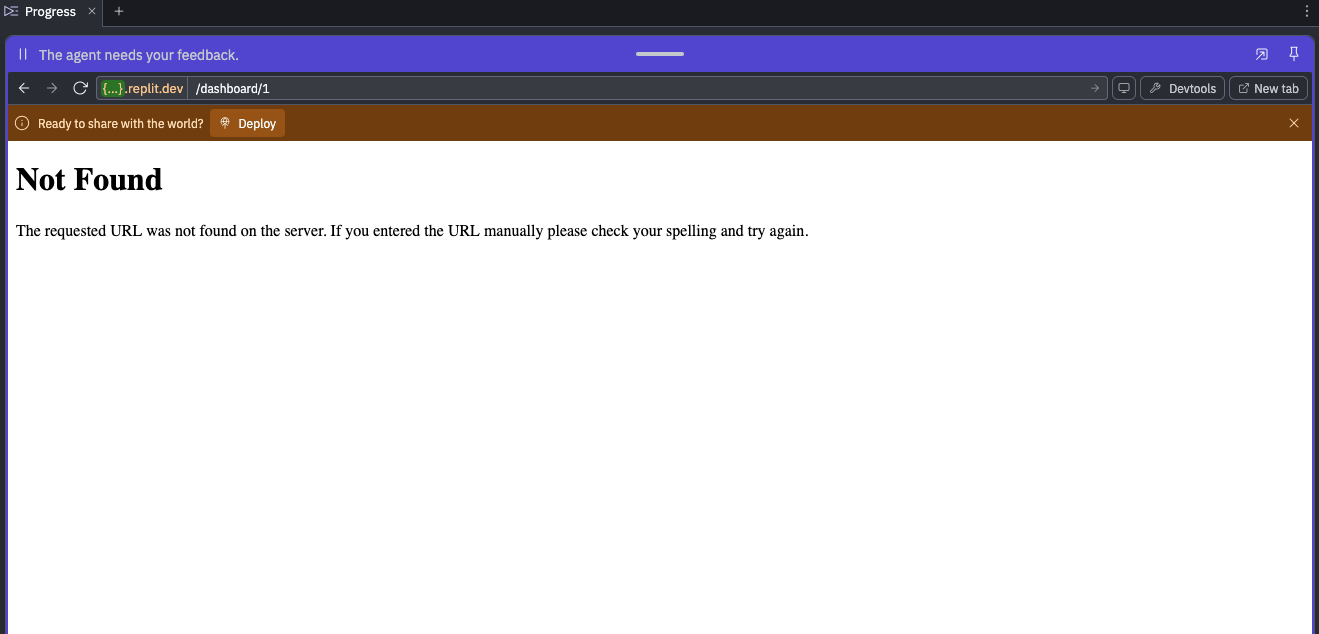 Progress
The agent needs your feedback.
{...}.replit.dev /dashboard/1 Devtools New tab
Ready to share with the world? Deploy
Not Found
The requested URL was not found on the server. If you entered the URL manually please check your spelling and try again.